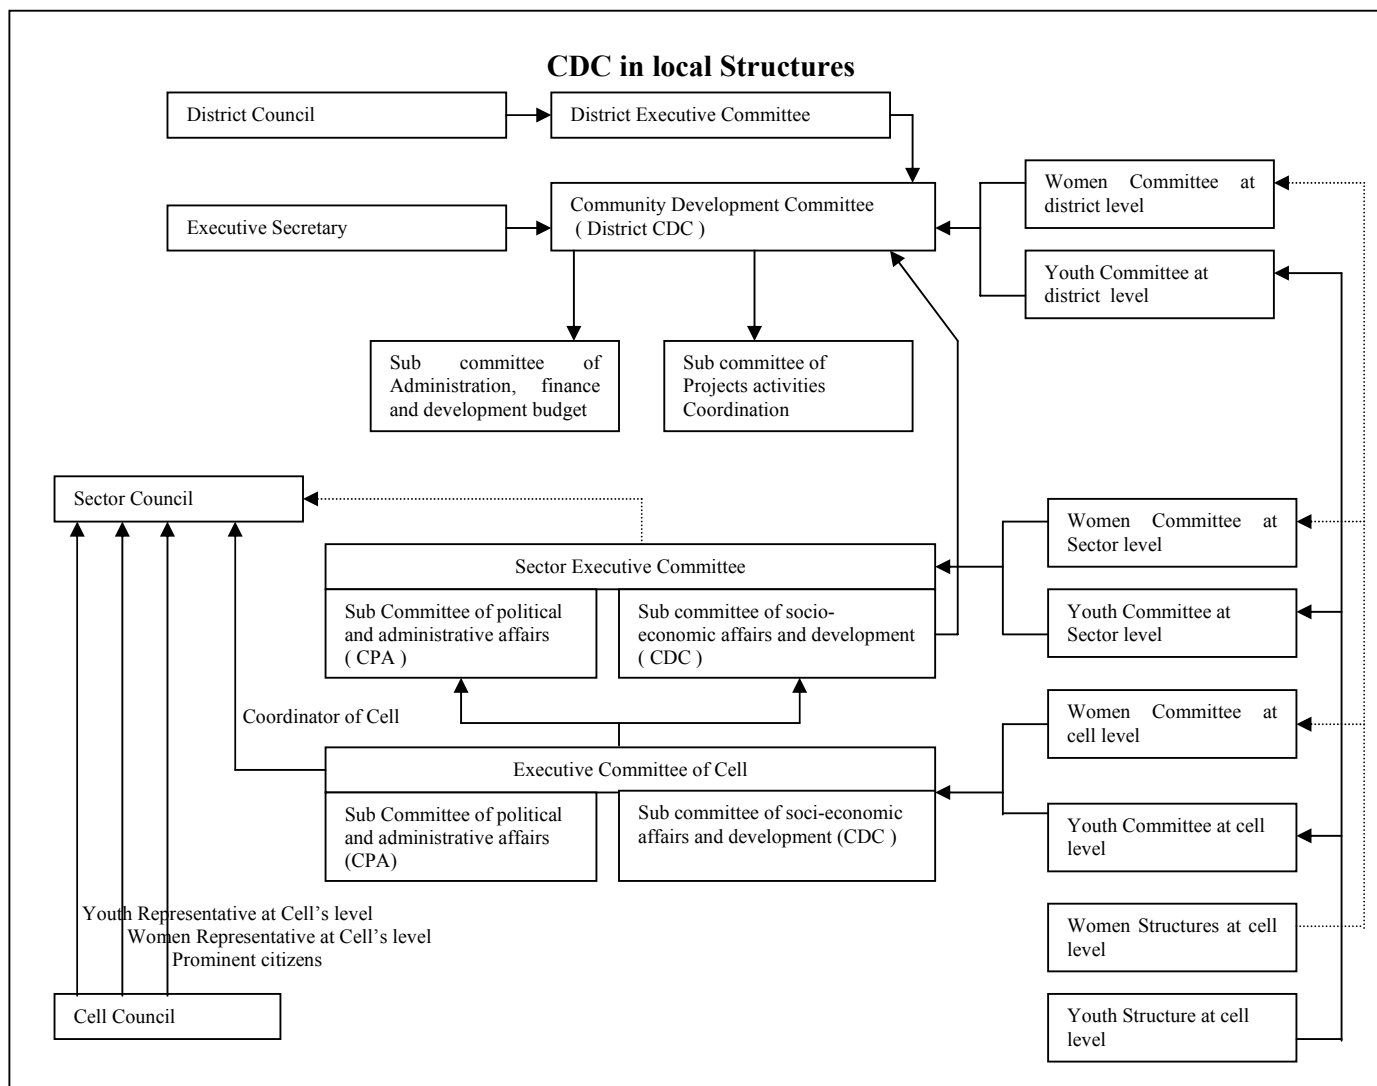 CDC in local Structures
District Council
District Executive Committee
Women Committee at
district level
Community Development Committee
( District CDC )
Executive Secretary
Youth Committee at
district level
Sub committee of
Administration, finance
and development budget
Sub committee of
Projects activities
Coordination
Sector Council
Women Committee at
Sector level
Sector Executive Committee
Sub Committee of political
and administrative affairs
( CPA )
Sub committee of socio-
economic affairs and development
( CDC )
Youth Committee at
Sector level
Coordinator of Cell
Women Committee at
cell level
Executive Committee of Cell
Sub Committee of political
and administrative affairs
(CPA)
Sub committee of soci-economic
affairs and development (CDC )
Youth Committee at cell
level
Youth Representative at Cell’s level
Women Representative at Cell’s level
Prominent citizens
Women Structures at cell
level
Cell Council
Youth Structure at cell
level